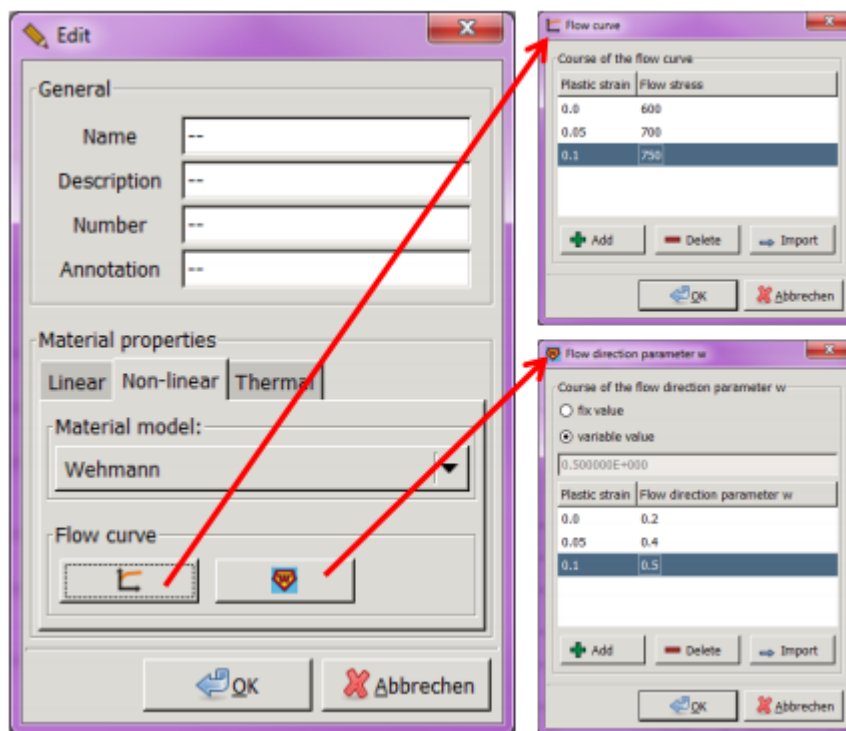 Edit
General
Name --
Description --
Number --
Annotation --
Material properties
Linear Non-linear Thermal
Material model:
Wehmann
Flow curve
W
OK Abbrechen
Flow curve
Course of the flow curve
Plastic strain Flow stress
0.0 600
0.05 700
0.1 750
Add Delete Import
OK Abbrechen
Flow direction parameter w
Course of the flow direction parameter w
fix value
variable value
0.500000E+000
Plastic strain Flow direction parameter w
0.0 0.2
0.05 0.4
0.1 0.5
Add Delete Import
OK Abbrechen